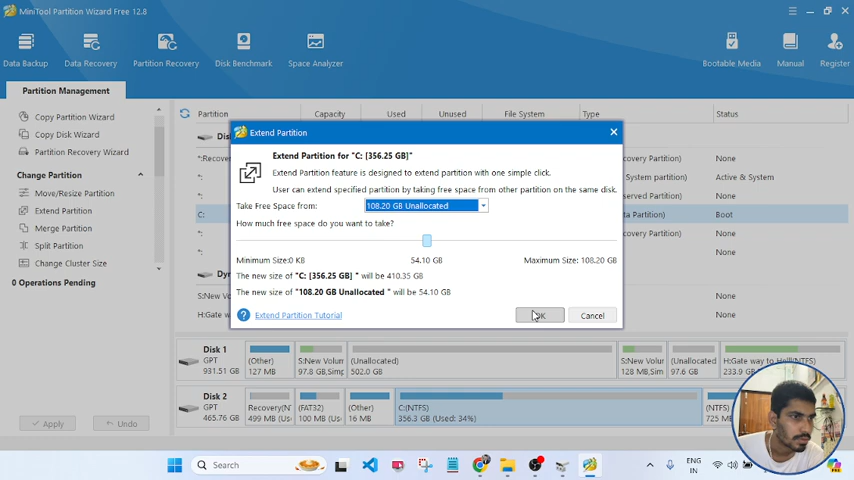 MiniTool Partition Wizard Free 12.8
Data Backup
Data Recovery
Partition Recovery
Disk Benchmark
Space Analyzer
Bootable Media
Manual
Register
Partition Management
Partition
Capacity
Used
Unused
File System
Type
Status
Copy Partition Wizard
Copy Disk Wizard
Partition Recovery Wizard
Change Partition
Move/Resize Partition
Extend Partition
Merge Partition
Split Partition
Change Cluster Size
0 Operations Pending
*:Recover
*:
*:
C:
*:
S:New Vo
H:Gate wa
Partition)
system partition)
served Partition)
ta Partition)
Partition)
None
Active & System
None
Boot
None
None
None
Extend Partition
Extend Partition for "C: [356.25 GB]"
Extend Partition feature is designed to extend partition with one simple click.
User can extend specified partition by taking free space from other partition on the same disk.
Take Free Space from:
108.20 GB Unallocated
How much free space do you want to take?
Minimum Size:0 KB
54.10 GB
Maximum Size: 108.20 GB
The new size of "C: [356.25 GB] " will be 410.35 GB
The new size of "108.20 GB Unallocated " will be 54.10 GB
Extend Partition Tutorial
OK
Cancel
Disk 1
GPT
931.51 GB
(Other)
127 MB
S:New Volum
97.8 GB,Simp
(Unallocated)
502.0 GB
S:New Volur
128 MB,Sim
(Unallocated)
97.6 GB
H:Gate way to Hell(NTFS)
233.9
Disk 2
GPT
465.76 GB
Recovery(N
499 MB (Us
(FAT32)
100 MB (Us
(Other)
16 MB
C:(NTFS)
356.3 GB (Used: 34%)
(NTFS)
725 M
Apply
Undo
Search
ENG
IN